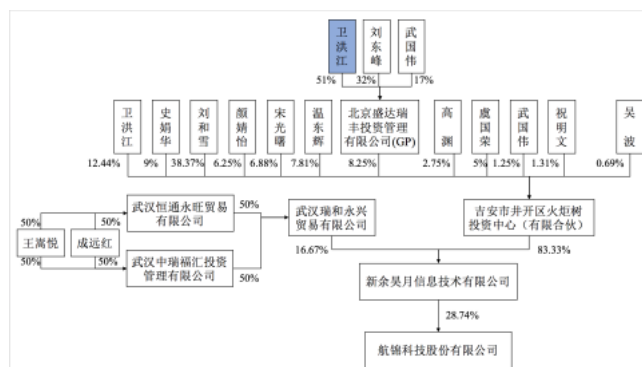 卫洪江 刘东峰 武国伟
51% 32% 17%
卫洪江 史娟华 刘和雪 颜婧怡 宋光曙 温东辉 北京盛达瑞丰投资管理有限公司(GP) 高渊 虞国荣 武国伟 祝明文 吴波
12.44% 9% 38.37% 6.25% 6.88% 7.81% 8.25% 2.75% 5% 1.25% 1.31% 0.69%
50% 50% 武汉恒通永旺贸易有限公司 50% 武汉瑞和永兴贸易有限公司 吉安市井开区火炬树投资中心（有限合伙）
王嵩悦 成远红
50% 50% 武汉中瑞福汇投资管理有限公司 50% 16.67% 83.33%
新余昊月信息技术有限公司
28.74%
航锦科技股份有限公司